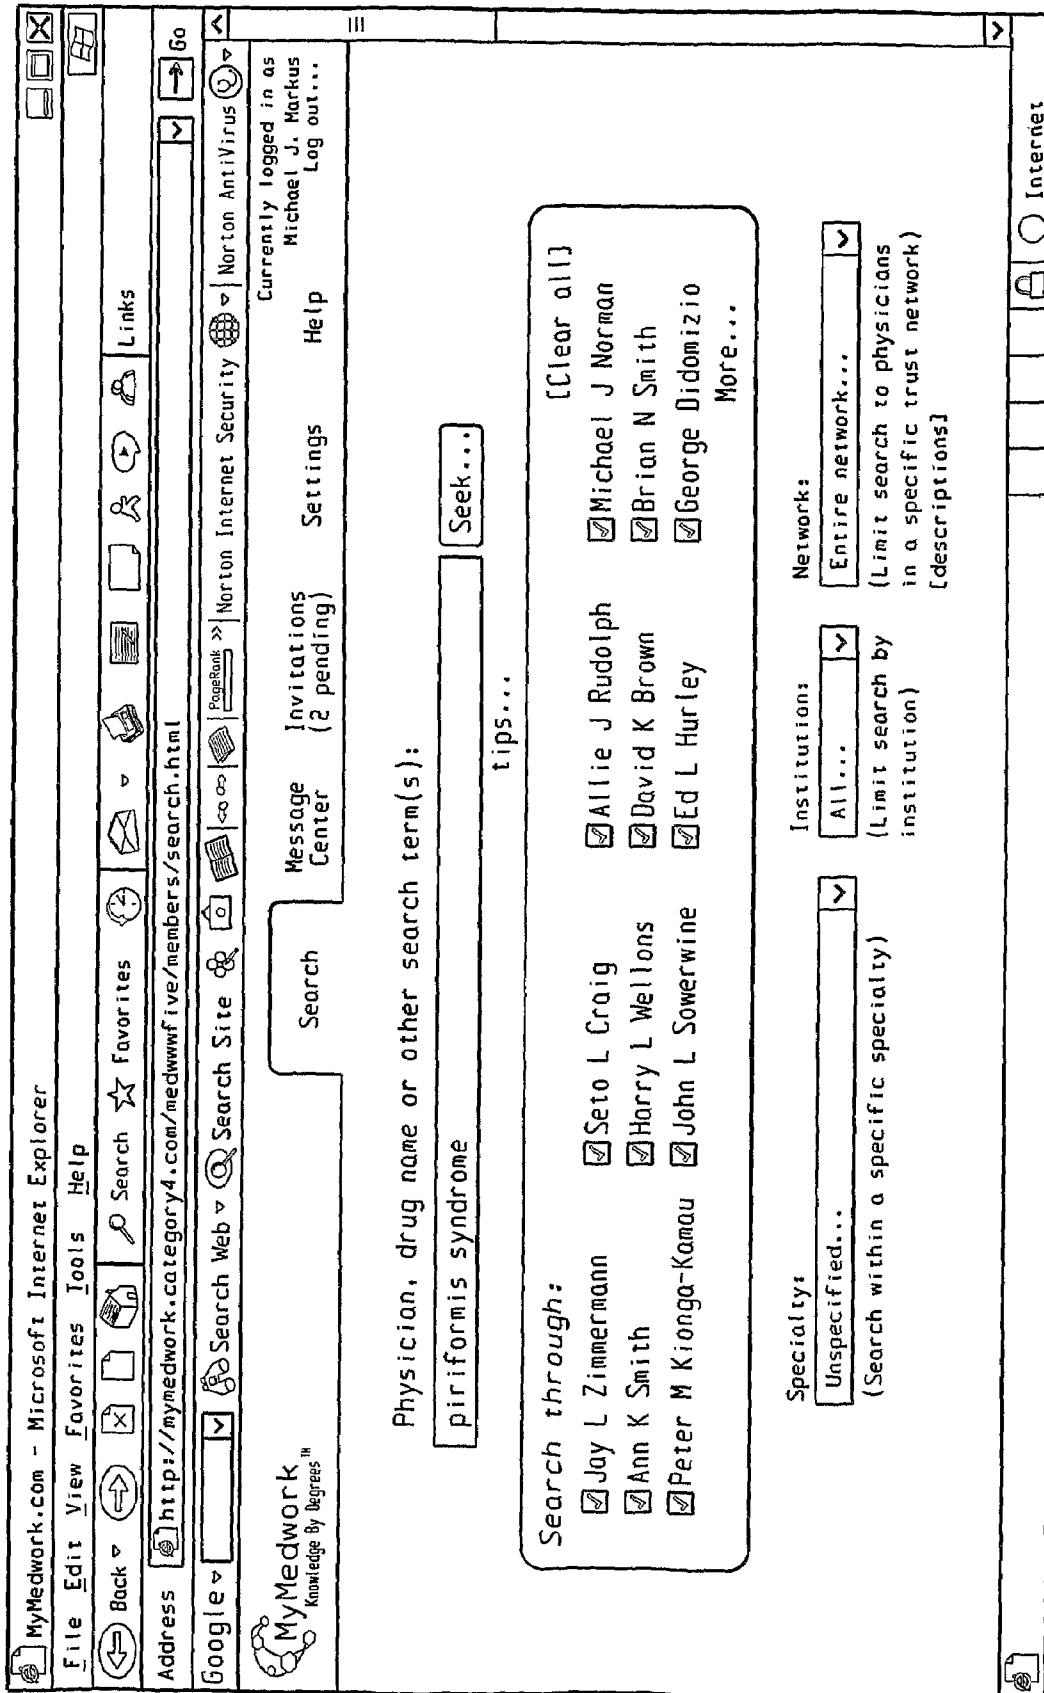 MyMedwork.com - Microsoft Internet Explorer
File Edit View Favorites Tools Help
Back Search Favorites Links
Address http://mymedwork.category4.com/medwwwfive/members/search.html Go
Google Search Web Search Site PageRank >> Norton Internet Security Norton AntiVirus
MyMedwork
Knowledge By Degrees™
Search
Message
Center
Invitations
(2 pending)
Settings
Help
Currently logged in as
Michael J. Markus
Log out...
Physician, drug name or other search term(s):
piriformis syndrome Seek...
tips...
Search through: [Clear all]
Jay L Zimmermann Seto L Craig Allie J Rudolph Michael J Norman
Ann K Smith Harry L Wellons David K Brown Brian N Smith
Peter M Kionga-Kamau John L Sowerwine Ed L Hurley George Didomizio
More...
Specialty:
Unspecified...
(Search within a specific specialty)
Institution:
All...
(Limit search by
institution)
Network:
Entire network...
(Limit search to physicians
in a specific trust network)
[descriptions]
Internet